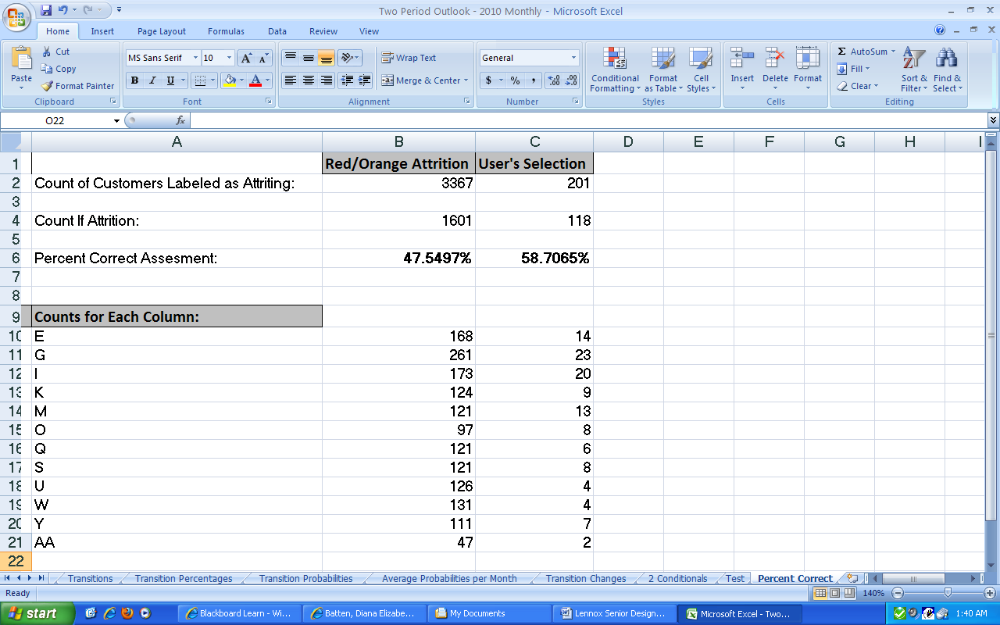 Two Period Outlook - 2010 Monthly - Microsoft Excel
Home Insert Page Layout Formulas Data Review View
Paste
Cut
Copy
Format Painter
Clipboard
MS Sans Serif 10
B I U
Font
Wrap Text
Merge & Center
Alignment
General
$ % , .00
Number
Conditional Formatting
Format as Table
Cell Styles
Styles
Insert Delete Format
Cells
Σ AutoSum
Fill
Clear
Sort & Filter
Find & Select
Editing
O22 fx
A B C D E F G H I
1 Red/Orange Attrition User's Selection
2 Count of Customers Labeled as Attriting: 3367 201
3
4 Count If Attrition: 1601 118
5
6 Percent Correct Assesment: 47.5497% 58.7065%
7
8
9 Counts for Each Column:
10 E 168 14
11 G 261 23
12 I 173 20
13 K 124 9
14 M 121 13
15 O 97 8
16 Q 121 6
17 S 121 8
18 U 126 4
19 W 131 4
20 Y 111 7
21 AA 47 2
22
Transitions Transition Percentages Transition Probabilities Average Probabilities per Month Transition Changes 2 Conditionals Test Percent Correct
Ready 140%
start Blackboard Learn - Wi... Batten, Diana Elizabe... My Documents Lennox Senior Design... Microsoft Excel - Two... 1:40 AM